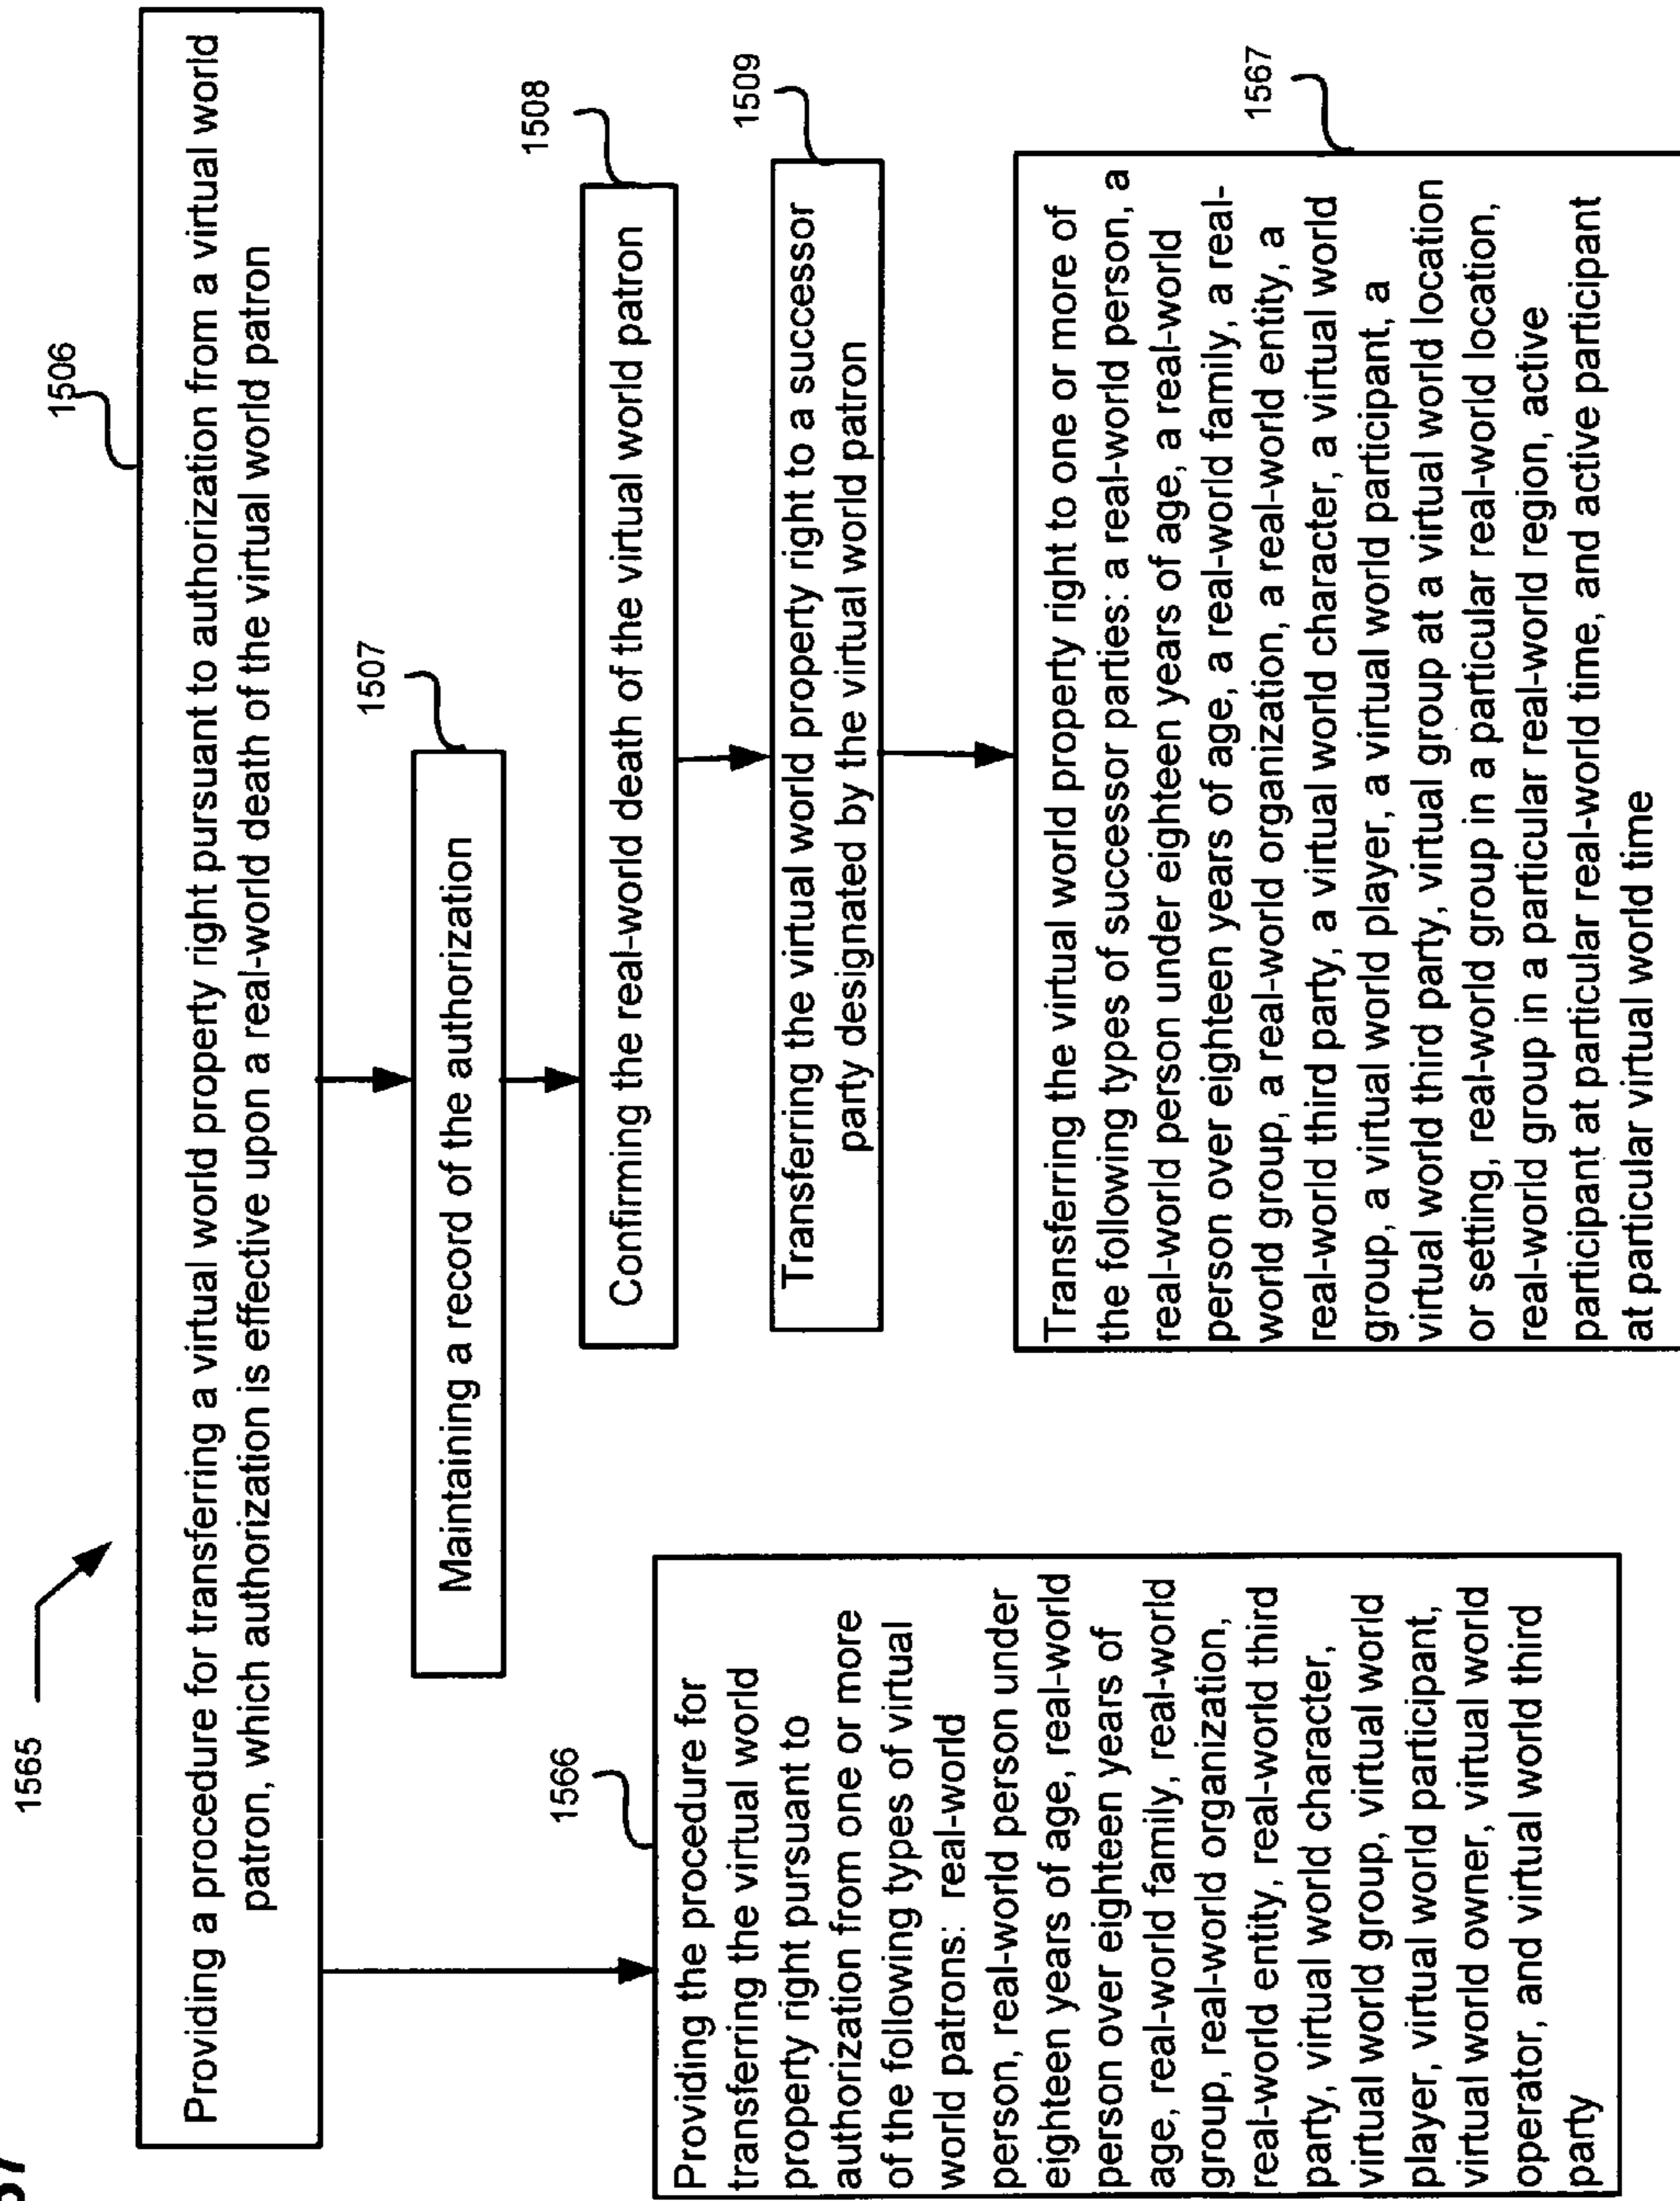 1565
1506
Providing a procedure for transferring a virtual world property right pursuant to authorization from a virtual world
patron, which authorization is effective upon a real-world death of the virtual world patron
1507
Maintaining a record of the authorization
1508
Confirming the real-world death of the virtual world patron
1509
Transferring the virtual world property right to a successor
party designated by the virtual world patron
1566
Providing the procedure for
transferring the virtual world
property right pursuant to
authorization from one or more
of the following types of virtual
world patrons: real-world
person, real-world person under
eighteen years of age, real-world
person over eighteen years of
age, real-world family, real-world
group, real-world organization,
real-world entity, real-world third
party, virtual world character,
virtual world group, virtual world
player, virtual world participant,
virtual world owner, virtual world
operator, and virtual world third
party
1567
Transferring the virtual world property right to one or more of
the following types of successor parties: a real-world person, a
real-world person under eighteen years of age, a real-world
person over eighteen years of age, a real-world family, a real-
world group, a real-world organization, a real-world entity, a
real-world third party, a virtual world character, a virtual world
group, a virtual world player, a virtual world participant, a
virtual world third party, virtual group at a virtual world location
or setting, real-world group in a particular real-world location,
real-world group in a particular real-world region, active
participant at particular real-world time, and active participant
at particular virtual world time